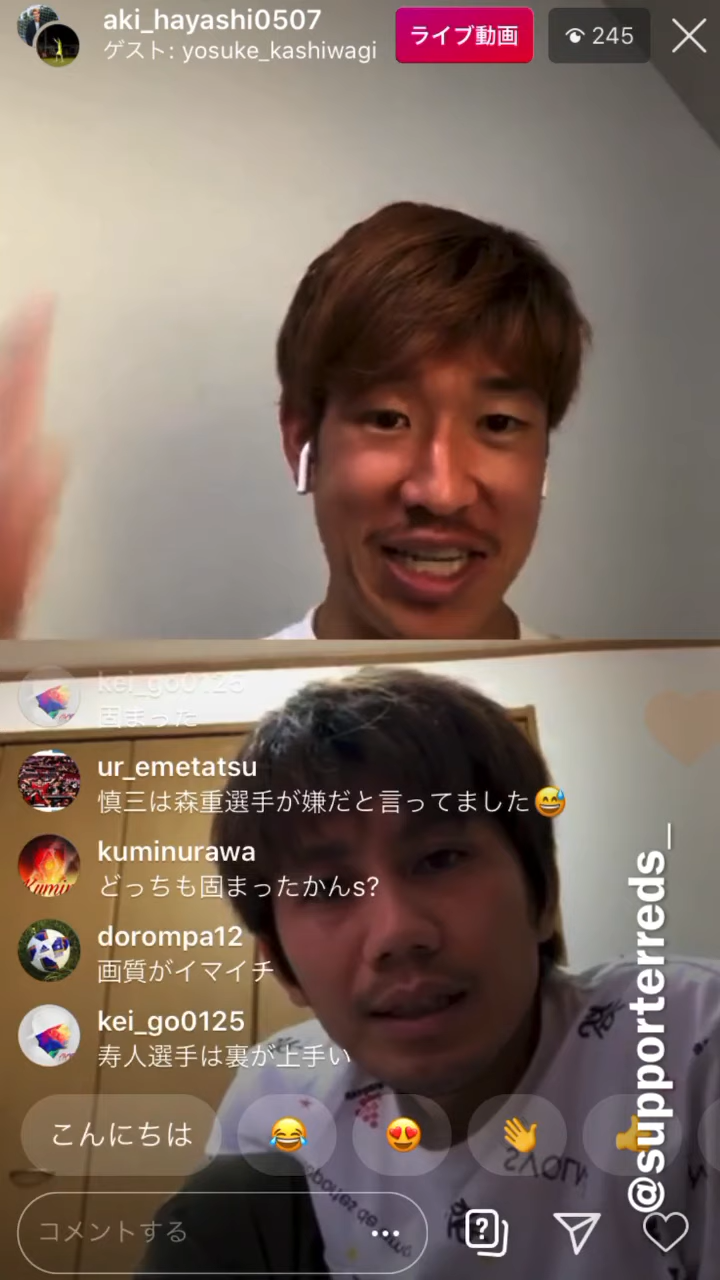 aki_hayashi0507
ゲスト: yosuke_kashiwagi
ライブ動画
245
kei_go0125
固まった
ur_emetatsu
慎三は森重選手が嫌だと言ってました😅
kuminurawa
どっちも固まったかんs?
dorompa12
画質がイマイチ
kei_go0125
寿人選手は裏が上手い
こんにちは
コメントする
@supporterreds_